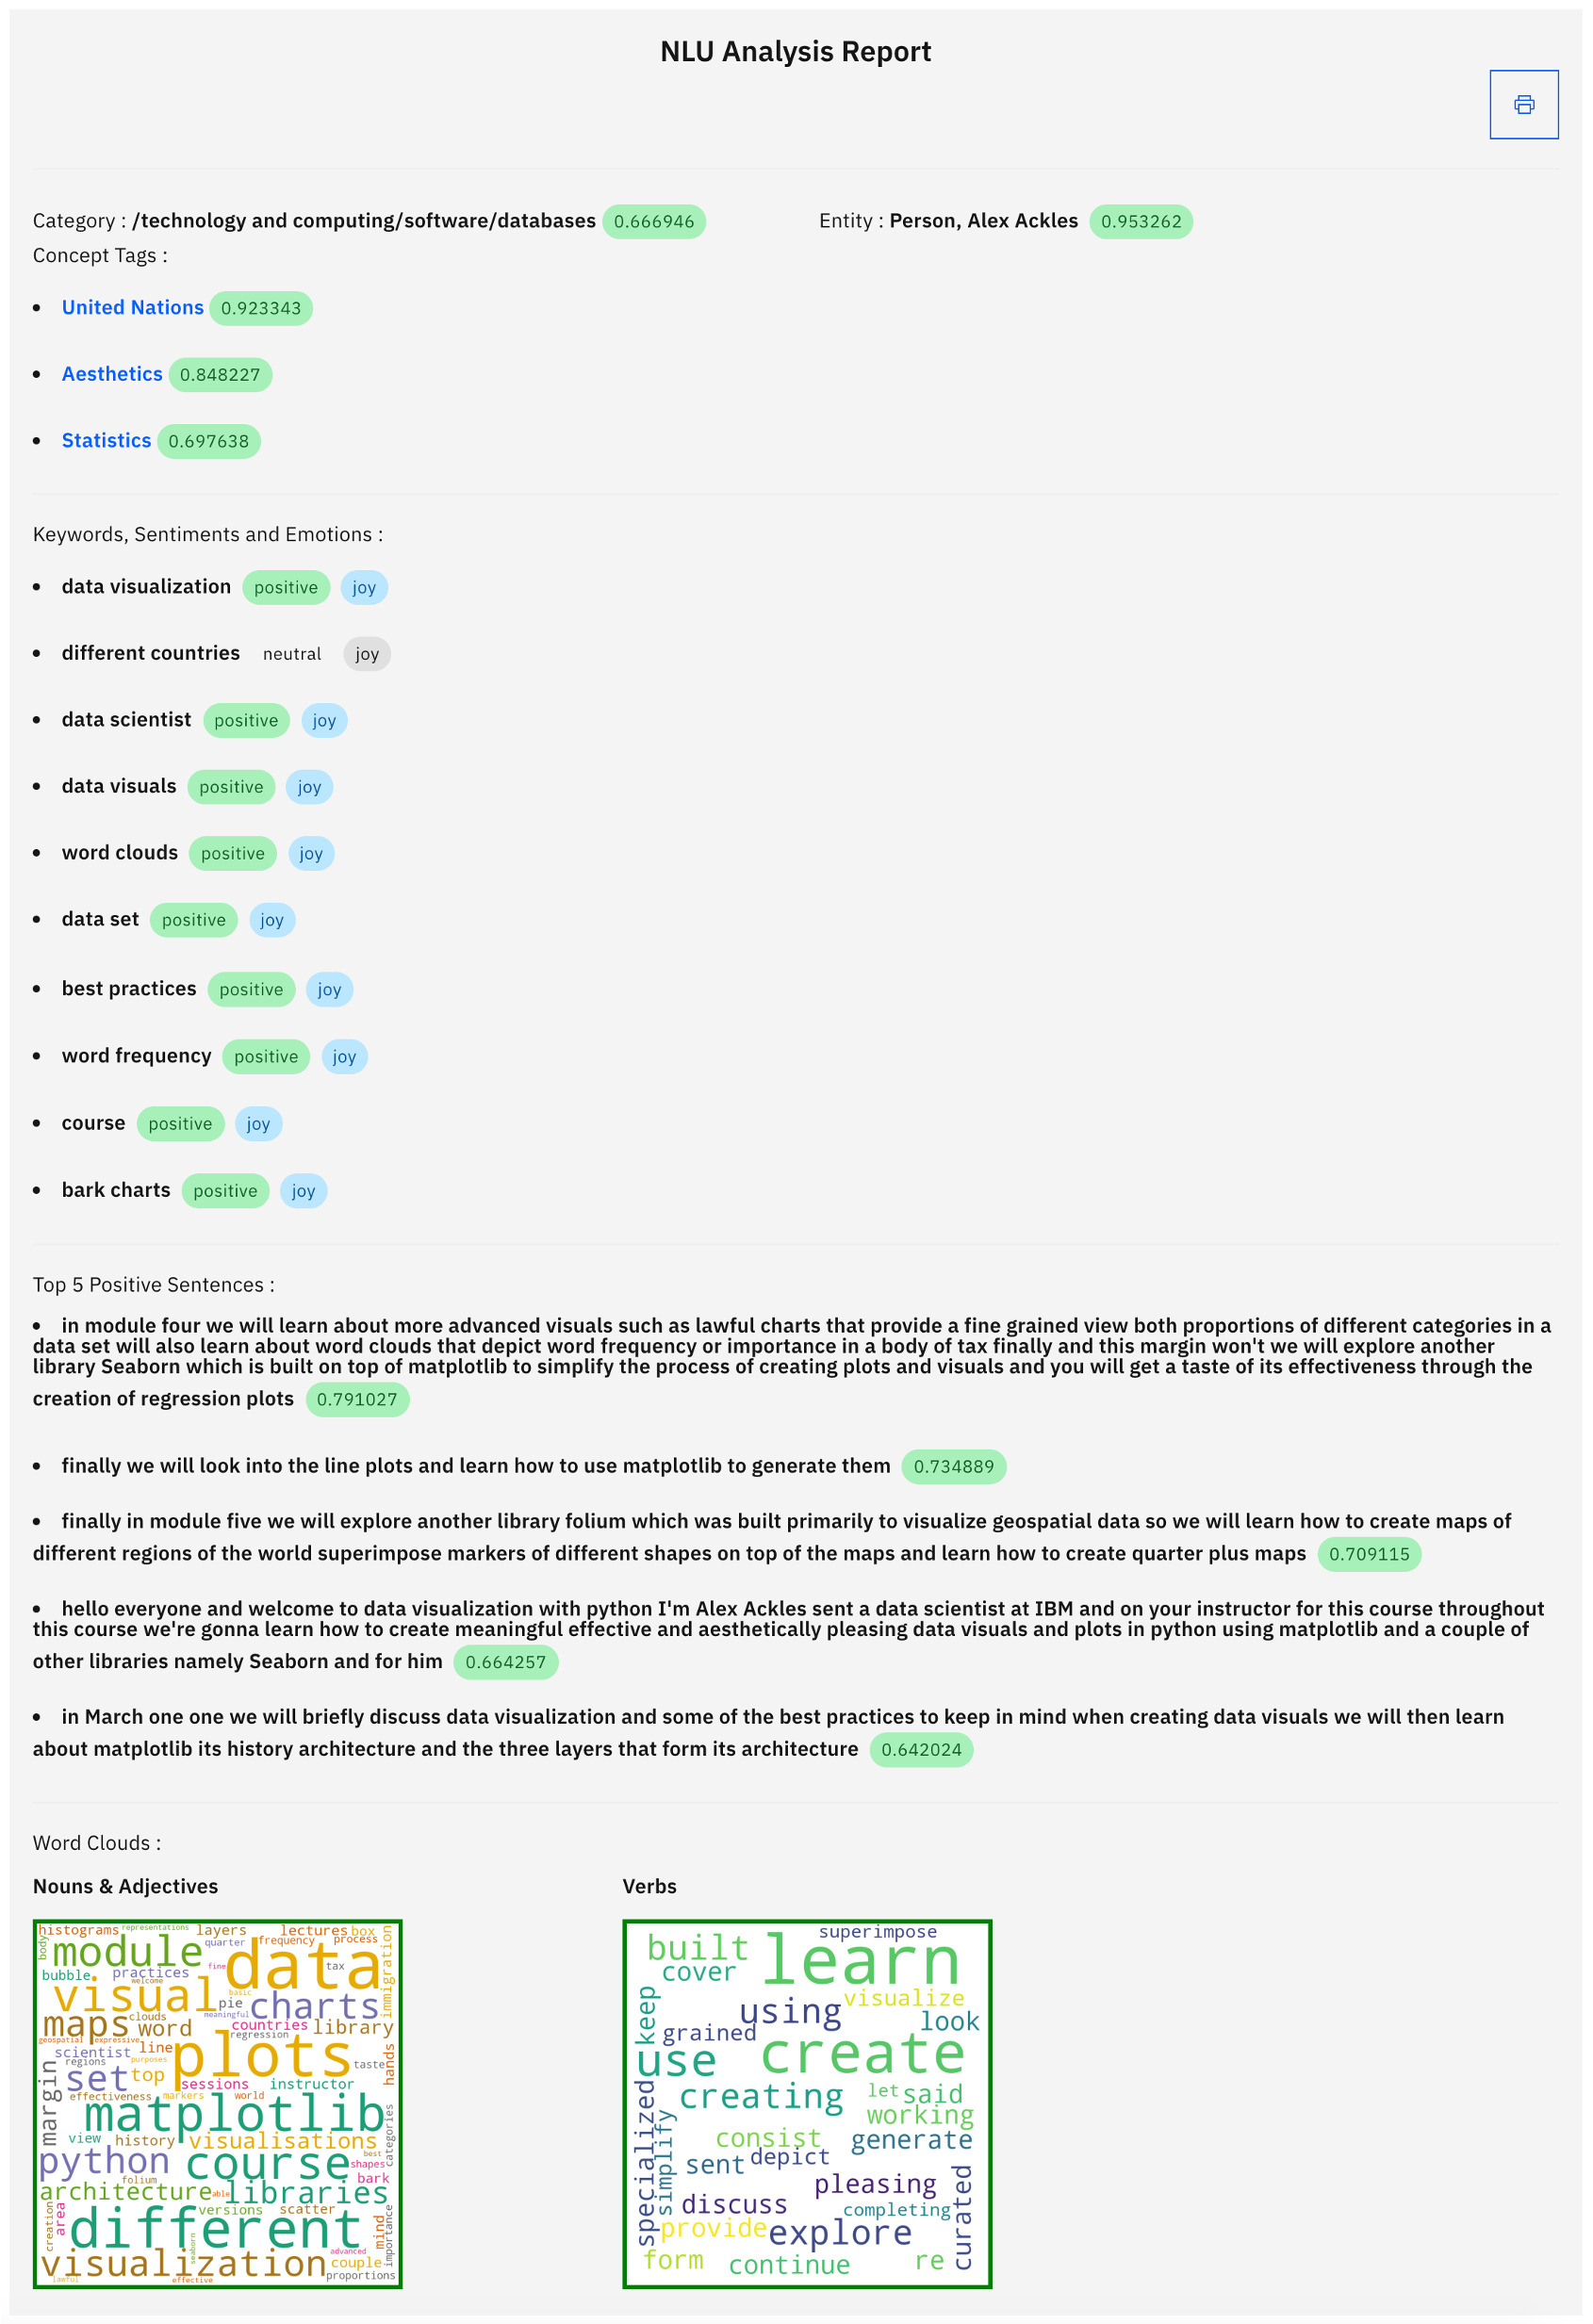 NLU Analysis Report
Category : /technology and computing/software/databases 0.666946
Entity : Person, Alex Ackles 0.953262
Concept Tags :
United Nations 0.923343
Aesthetics 0.848227
Statistics 0.697638
Keywords, Sentiments and Emotions :
data visualization positive joy
different countries neutral joy
data scientist positive joy
data visuals positive joy
word clouds positive joy
data set positive joy
best practices positive joy
word frequency positive joy
course positive joy
bark charts positive joy
Top 5 Positive Sentences :
in module four we will learn about more advanced visuals such as lawful charts that provide a fine grained view both proportions of different categories in a
data set will also learn about word clouds that depict word frequency or importance in a body of tax finally and this margin won't we will explore another
library Seaborn which is built on top of matplotlib to simplify the process of creating plots and visuals and you will get a taste of its effectiveness through the
creation of regression plots 0.791027
finally we will look into the line plots and learn how to use matplotlib to generate them 0.734889
finally in module five we will explore another library folium which was built primarily to visualize geospatial data so we will learn how to create maps of
different regions of the world superimpose markers of different shapes on top of the maps and learn how to create quarter plus maps 0.709115
hello everyone and welcome to data visualization with python I'm Alex Ackles sent a data scientist at IBM and on your instructor for this course throughout
this course we're gonna learn how to create meaningful effective and aesthetically pleasing data visuals and plots in python using matplotlib and a couple of
other libraries namely Seaborn and for him 0.664257
in March one one we will briefly discuss data visualization and some of the best practices to keep in mind when creating data visuals we will then learn
about matplotlib its history architecture and the three layers that form its architecture 0.642024
Word Clouds :
Nouns & Adjectives
histograms representations layers lectures box
body module quarter frequency process
data immigration
bubble practices fine tax
welcome visual basic
pie charts
meaningful
maps clouds word countries library
geospatial expressive regression
scientist line plots
regions purposes taste hands
margin set top sessions instructor
effectiveness markers world
matplotlib categories
view history visualisations
python course best
shapes
folium bark
architecture able libraries
creation area versions scatter
different mind importance
seaborn
visualization advanced
couple
lawful effective proportions
Verbs
superimpose
built learn
cover
keep using visualize
grained look
use create
creating let said
specialized simplify working
consist generate
sent depict
pleasing curated
discuss completing
provide explore
form continue re